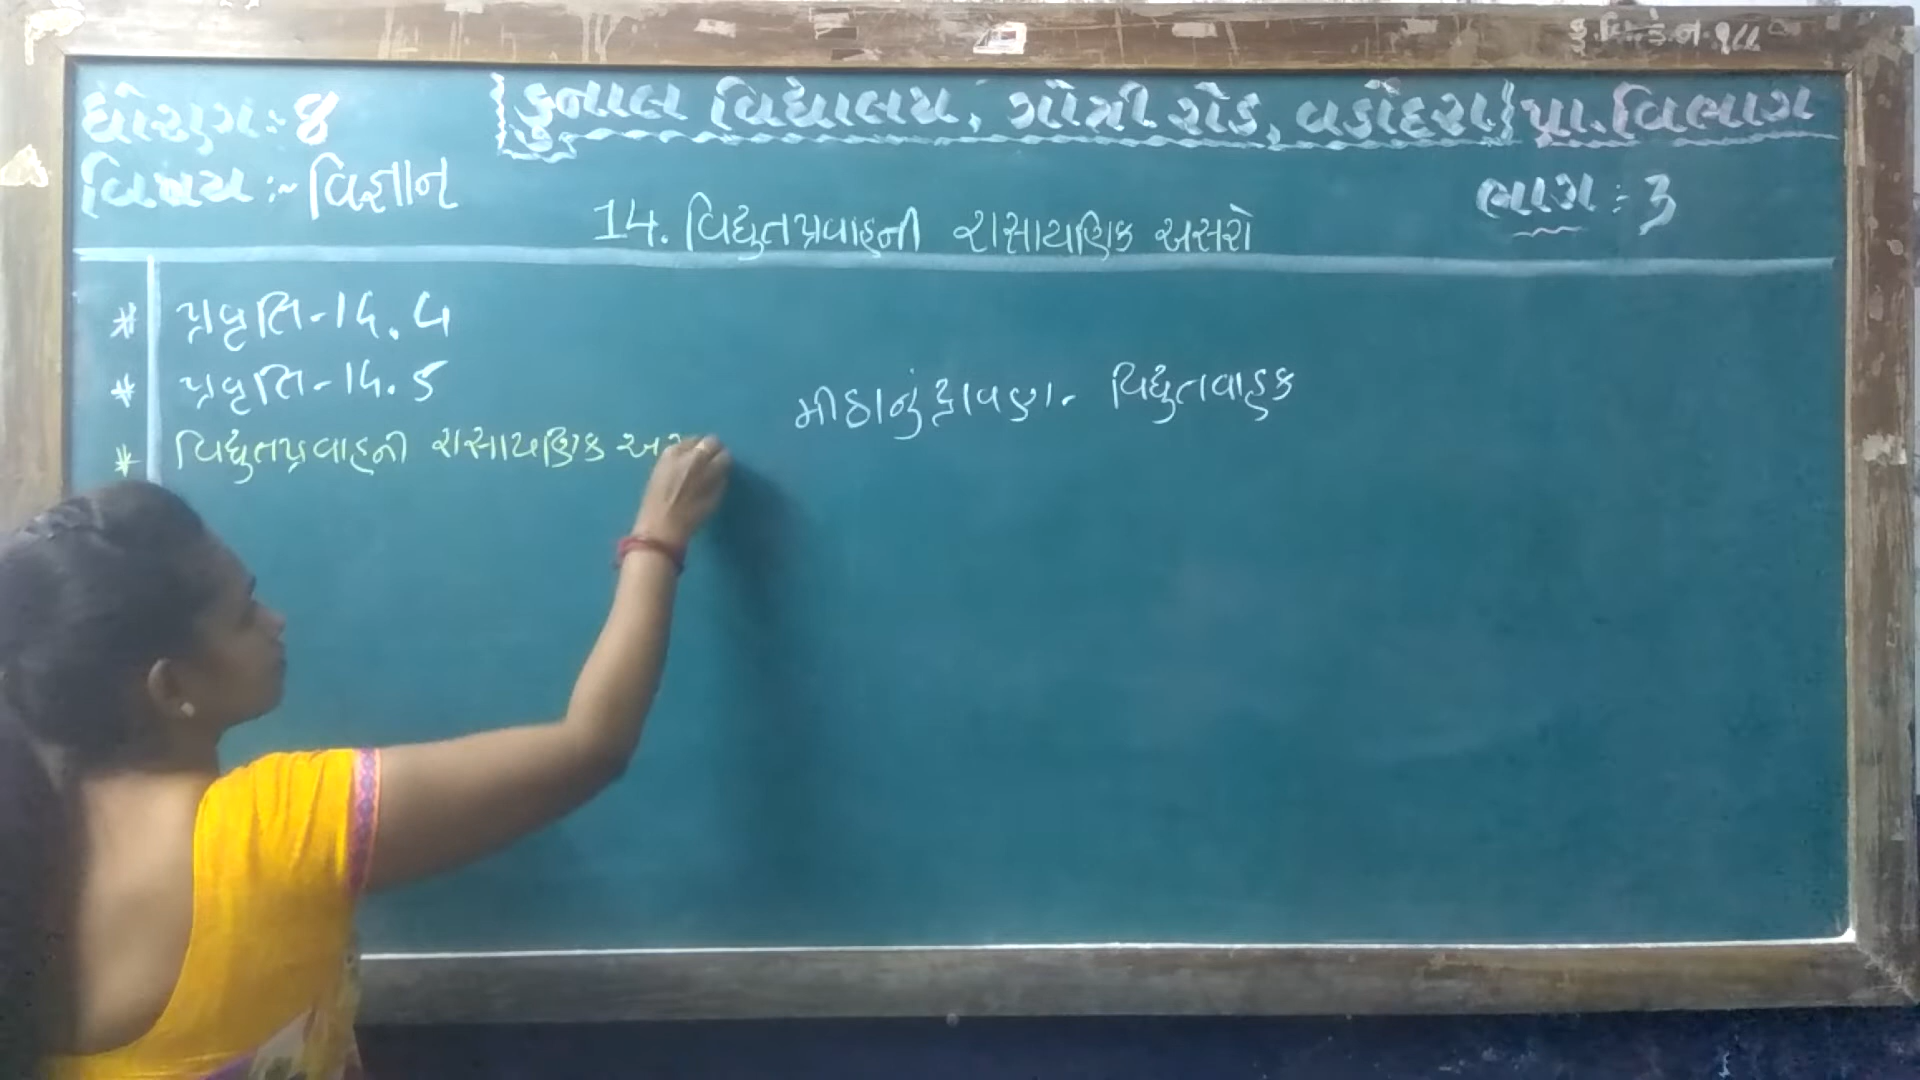 ધોરણ:-8
કુનાલ વિદ્યાલય, ગોત્રી રોડ, વડોદરા પ્રા.વિભાગ
વિષય :- વિજ્ઞાન
ભાગ :- 3
14. વિદ્યુતપ્રવાહની રાસાયણિક અસરો
* પ્રવૃત્તિ-14.4
* પ્રવૃત્તિ-14.5
મીઠાનું દ્રાવણ - વિદ્યુતવાહક
* વિદ્યુતપ્રવાહની રાસાયણિક